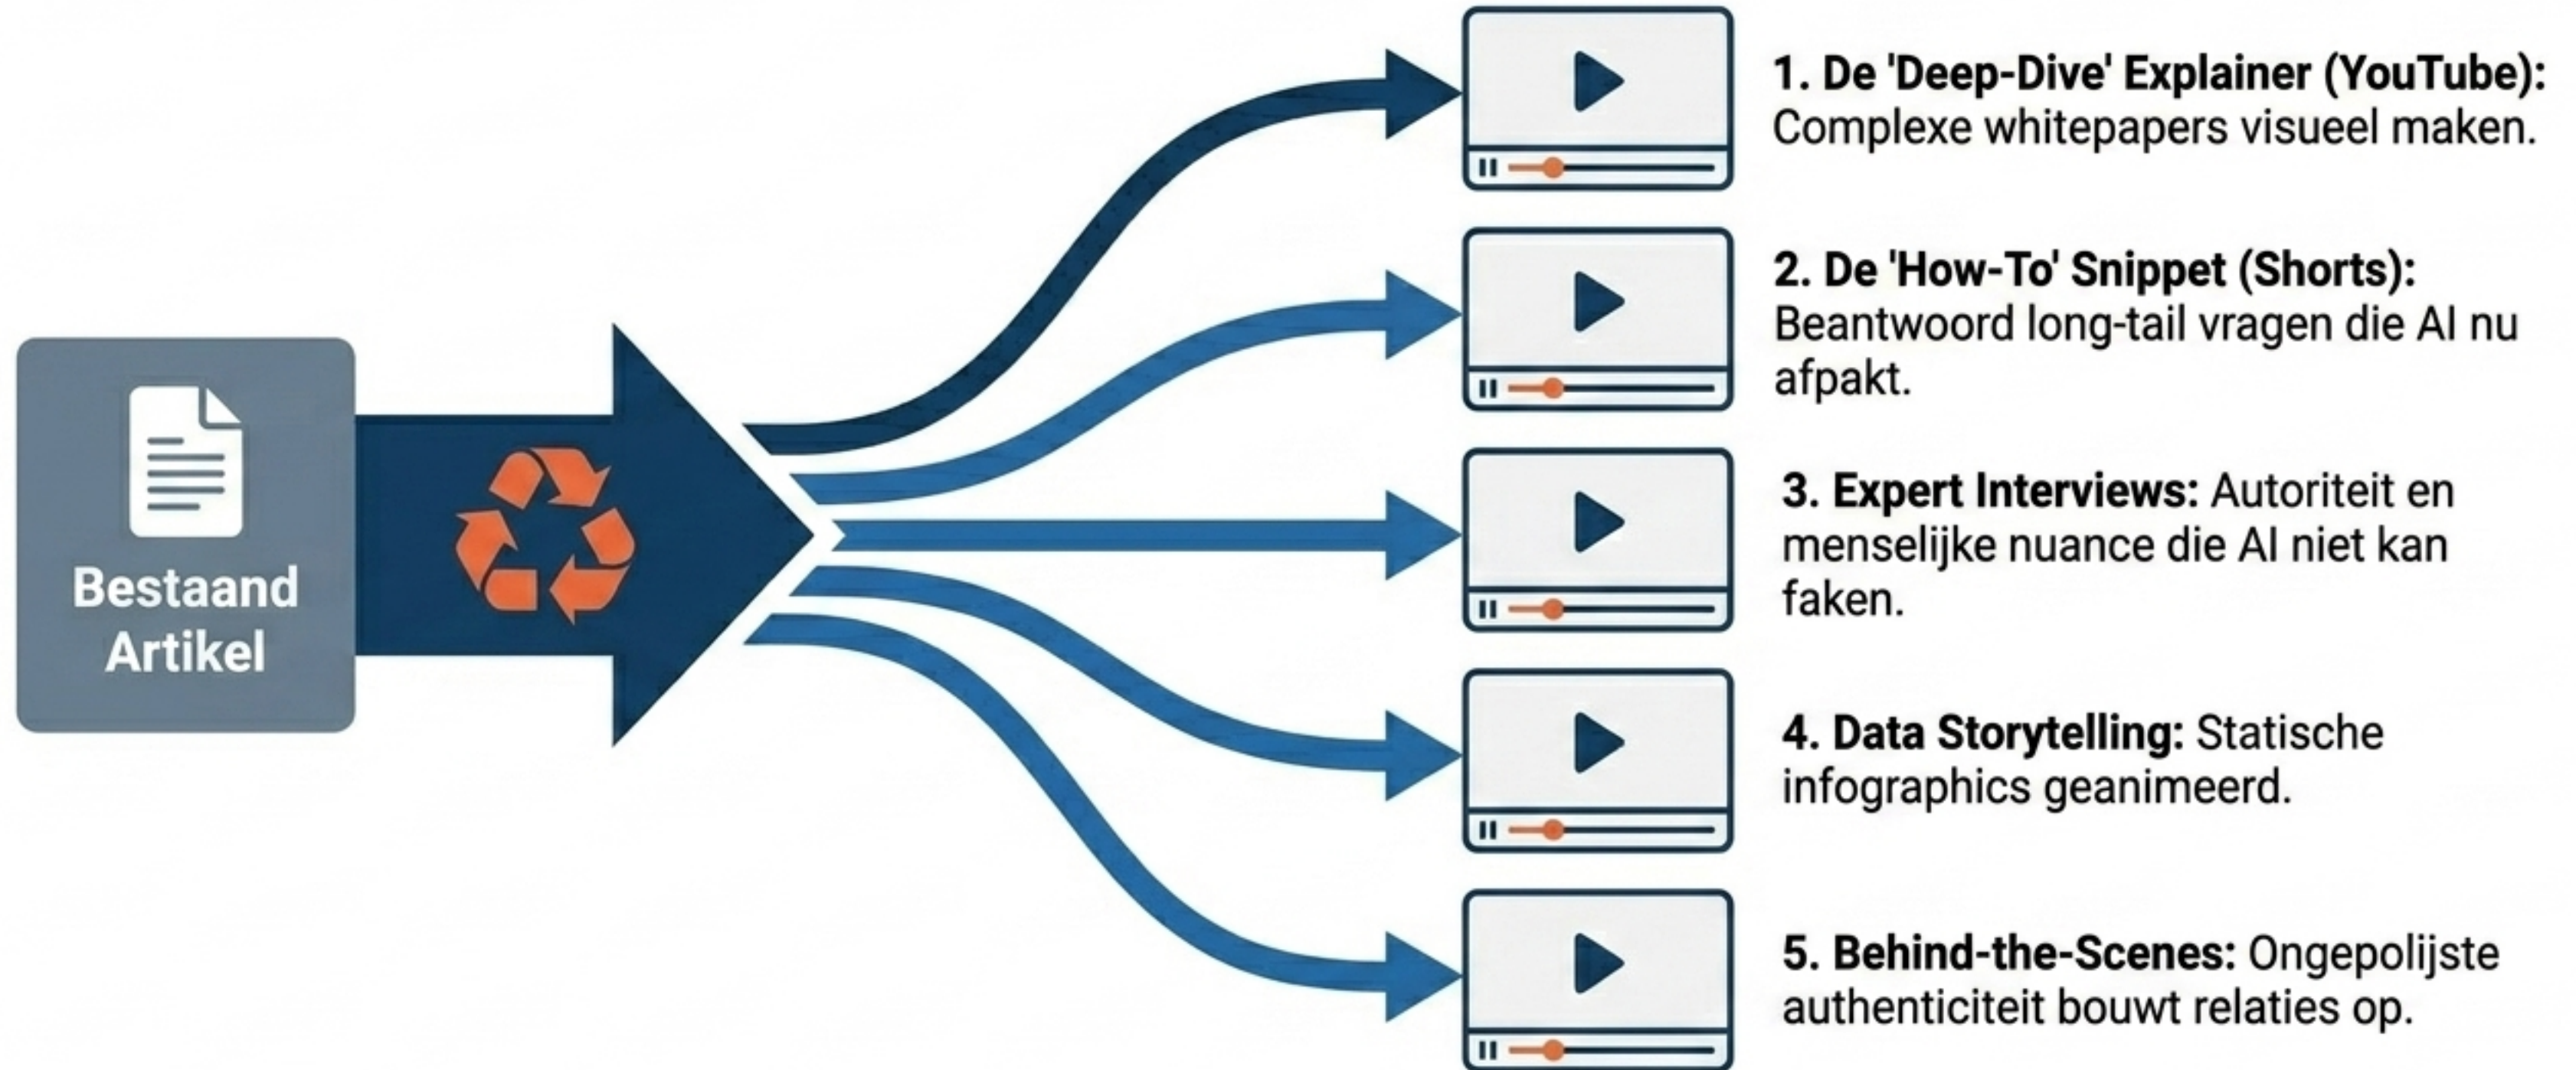 Bestaand
Artikel
1. De 'Deep-Dive' Explainer (YouTube):
Complexe whitepapers visueel maken.
2. De 'How-To' Snippet (Shorts):
Beantwoord long-tail vragen die AI nu
afpakt.
3. Expert Interviews: Autoriteit en
menselijke nuance die AI niet kan
faken.
4. Data Storytelling: Statische
infographics geanimeerd.
5. Behind-the-Scenes: Ongepolijste
authenticiteit bouwt relaties op.